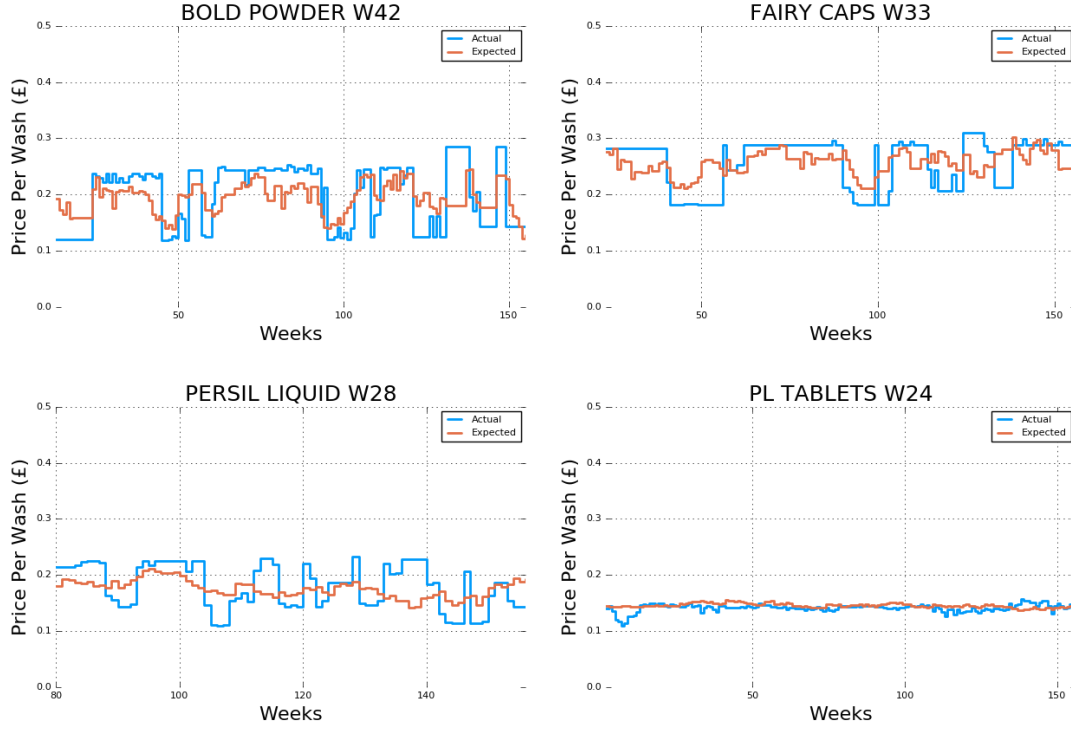 BOLD POWDER W42
0.5
0.4
0.3
0.2
0.1
0.0
Price Per Wash (£)
Actual
Expected
50
100
150
Weeks
FAIRY CAPS W33
0.5
0.4
0.3
0.2
0.1
0.0
Price Per Wash (£)
Actual
Expected
50
100
150
Weeks
PERSIL LIQUID W28
0.5
0.4
0.3
0.2
0.1
0.0
Price Per Wash (£)
Actual
Expected
80
100
120
140
Weeks
PL TABLETS W24
0.5
0.4
0.3
0.2
0.1
0.0
Price Per Wash (£)
Actual
Expected
50
100
150
Weeks